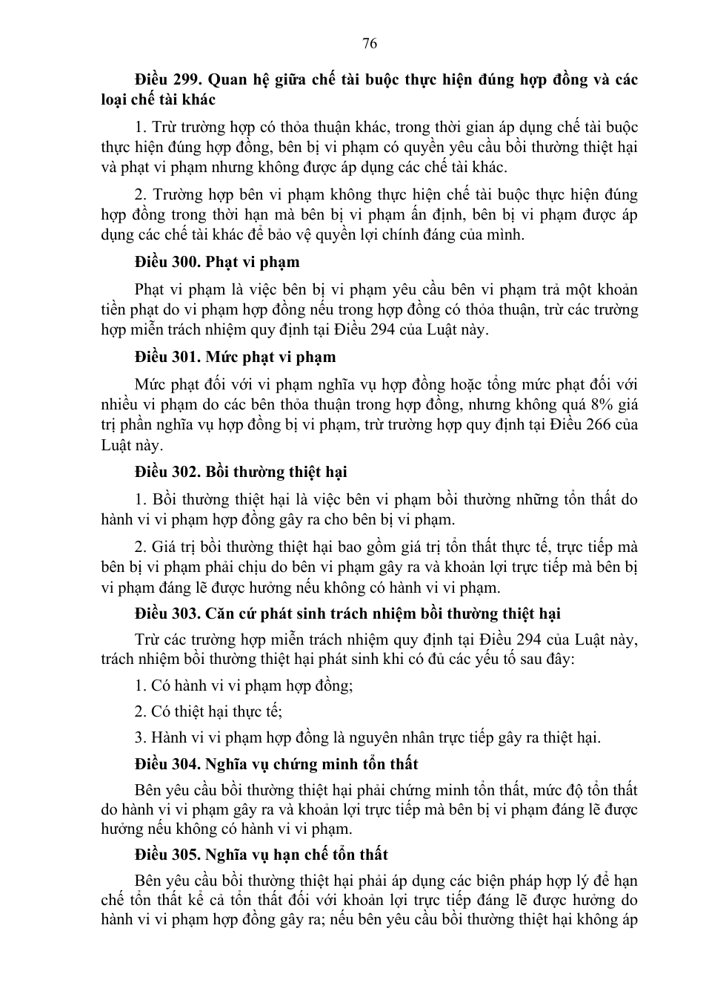 76
Điều 299. Quan hệ giữa chế tài buộc thực hiện đúng hợp đồng và các
loại chế tài khác
1. Trừ trường hợp có thỏa thuận khác, trong thời gian áp dụng chế tài buộc
thực hiện đúng hợp đồng, bên bị vi phạm có quyền yêu cầu bồi thường thiệt hại
và phạt vi phạm nhưng không được áp dụng các chế tài khác.
2. Trường hợp bên vi phạm không thực hiện chế tài buộc thực hiện đúng
hợp đồng trong thời hạn mà bên bị vi phạm ấn định, bên bị vi phạm được áp
dụng các chế tài khác để bảo vệ quyền lợi chính đáng của mình.
Điều 300. Phạt vi phạm
Phạt vi phạm là việc bên bị vi phạm yêu cầu bên vi phạm trả một khoản
tiền phạt do vi phạm hợp đồng nếu trong hợp đồng có thỏa thuận, trừ các trường
hợp miễn trách nhiệm quy định tại Điều 294 của Luật này.
Điều 301. Mức phạt vi phạm
Mức phạt đối với vi phạm nghĩa vụ hợp đồng hoặc tổng mức phạt đối với
nhiều vi phạm do các bên thỏa thuận trong hợp đồng, nhưng không quá 8% giá
trị phần nghĩa vụ hợp đồng bị vi phạm, trừ trường hợp quy định tại Điều 266 của
Luật này.
Điều 302. Bồi thường thiệt hại
1. Bồi thường thiệt hại là việc bên vi phạm bồi thường những tổn thất do
hành vi vi phạm hợp đồng gây ra cho bên bị vi phạm.
2. Giá trị bồi thường thiệt hại bao gồm giá trị tổn thất thực tế, trực tiếp mà
bên bị vi phạm phải chịu do bên vi phạm gây ra và khoản lợi trực tiếp mà bên bị
vi phạm đáng lẽ được hưởng nếu không có hành vi vi phạm.
Điều 303. Căn cứ phát sinh trách nhiệm bồi thường thiệt hại
Trừ các trường hợp miễn trách nhiệm quy định tại Điều 294 của Luật này,
trách nhiệm bồi thường thiệt hại phát sinh khi có đủ các yếu tố sau đây:
1. Có hành vi vi phạm hợp đồng;
2. Có thiệt hại thực tế;
3. Hành vi vi phạm hợp đồng là nguyên nhân trực tiếp gây ra thiệt hại.
Điều 304. Nghĩa vụ chứng minh tổn thất
Bên yêu cầu bồi thường thiệt hại phải chứng minh tổn thất, mức độ tổn thất
do hành vi vi phạm gây ra và khoản lợi trực tiếp mà bên bị vi phạm đáng lẽ được
hưởng nếu không có hành vi vi phạm.
Điều 305. Nghĩa vụ hạn chế tổn thất
Bên yêu cầu bồi thường thiệt hại phải áp dụng các biện pháp hợp lý để hạn
chế tổn thất kể cả tổn thất đối với khoản lợi trực tiếp đáng lẽ được hưởng do
hành vi vi phạm hợp đồng gây ra; nếu bên yêu cầu bồi thường thiệt hại không áp